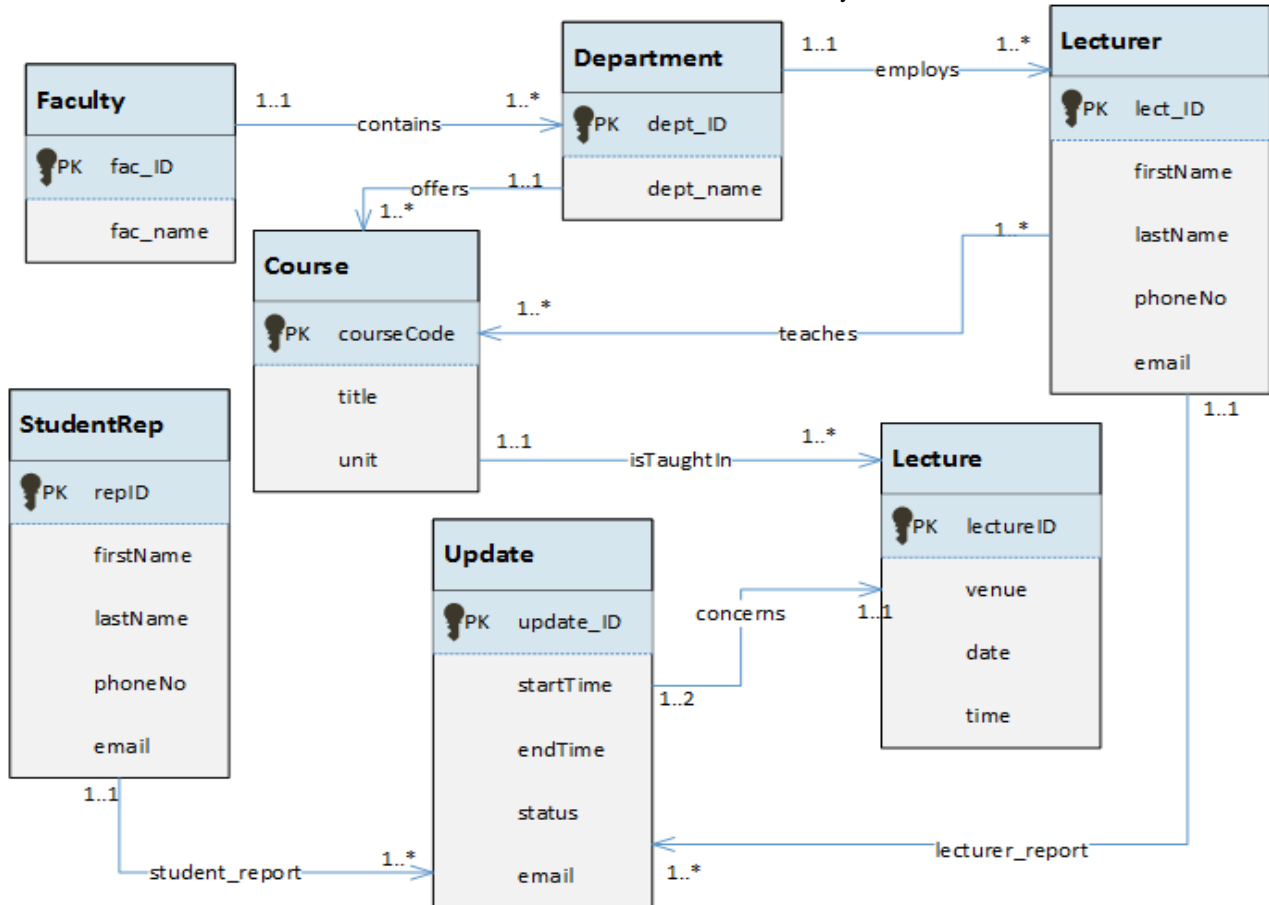 Faculty
PK fac_ID
fac_name
1..1
contains
1..*
Department
PK dept_ID
dept_name
1..1
employs
1..*
Lecturer
PK lect_ID
firstName
lastName
phoneNo
email
1..1
offers
1..*
Course
PK courseCode
title
unit
1..*
teaches
1..*
1..1
isTaughtIn
1..*
Lecture
PK lectureID
venue
date
time
StudentRep
PK repID
firstName
lastName
phoneNo
email
Update
PK update_ID
startTime
endTime
status
email
1..2
concerns
1..1
1..1
student_report
1..*
1..1
lecturer_report
1..*